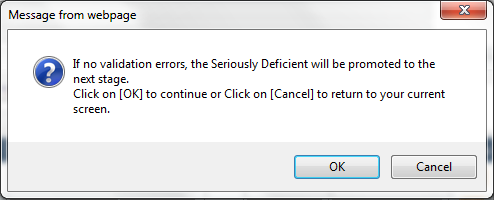 Message from webpage
If no validation errors, the Seriously Deficient will be promoted to the
next stage.
Click on [OK] to continue or Click on [Cancel] to return to your current
screen.
OK
Cancel